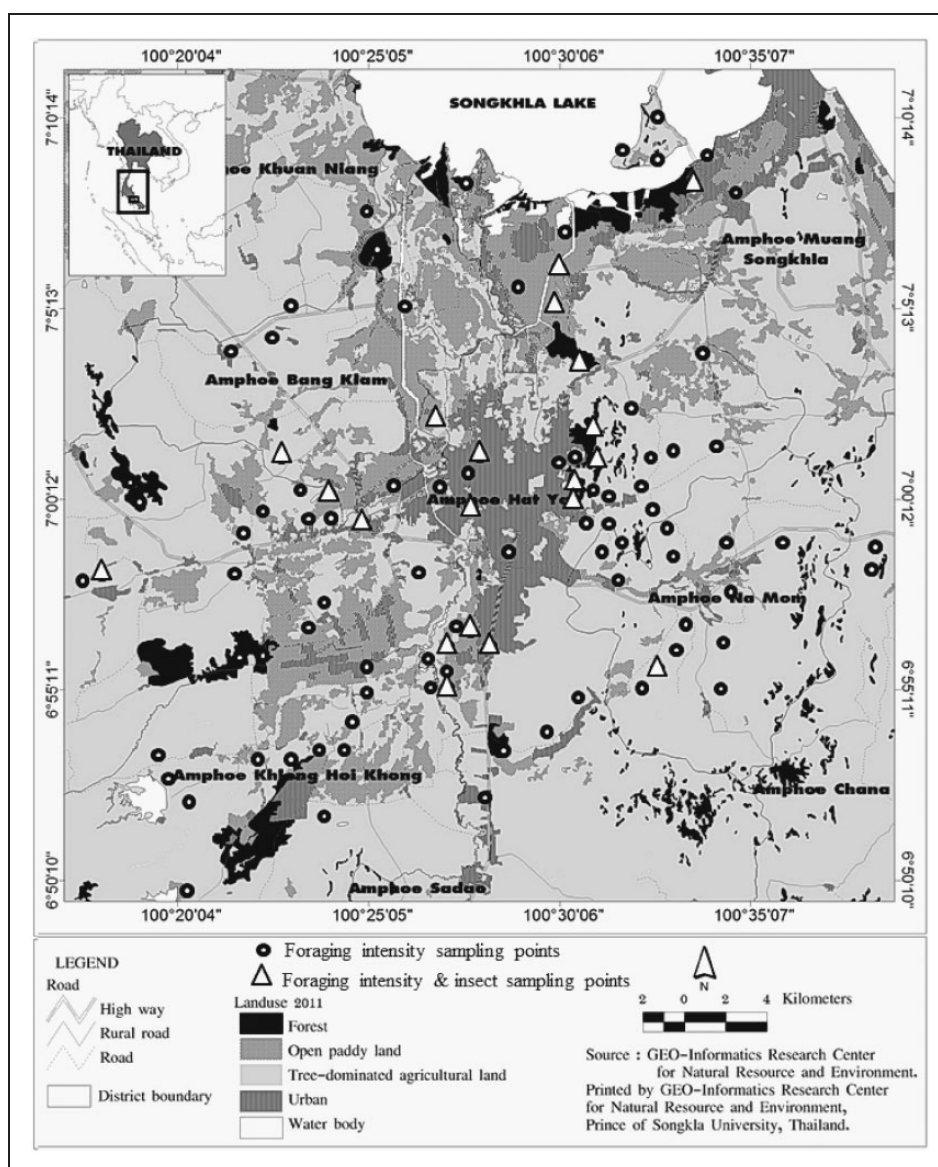 100°20'04" 100°25'05" 100°30'06" 100°35'07"
7°10'14" 7°10'14"
SONGKHLA LAKE
THAILAND
hoe Khuan Niang
Amphoe Muang
Songkhla
7°5'13" 7°5'13"
Amphoe Bang Klam
7°00'12" 7°00'12"
Amphoe Hat Y
Amphoe Na Mom
6°55'11" 6°55'11"
Amphoe Khlong Hoi Khong
Amphoe Chana
6°50'10" 6°50'10"
Amphoe Sadao
100°20'04" 100°25'05" 100°30'06" 100°35'07"
LEGEND
Road
High way
Rural road
Road
District boundary
Foraging intensity sampling points
Foraging intensity & insect sampling points
Landuse 2011
Forest
Open paddy land
Tree-dominated agricultural land
Urban
Water body
N
2 0 2 4 Kilometers
Source : GEO-Informatics Research Center
for Natural Resource and Environment.
Printed by GEO-Informatics Research Center
for Natural Resource and Environment,
Prince of Songkla University, Thailand.